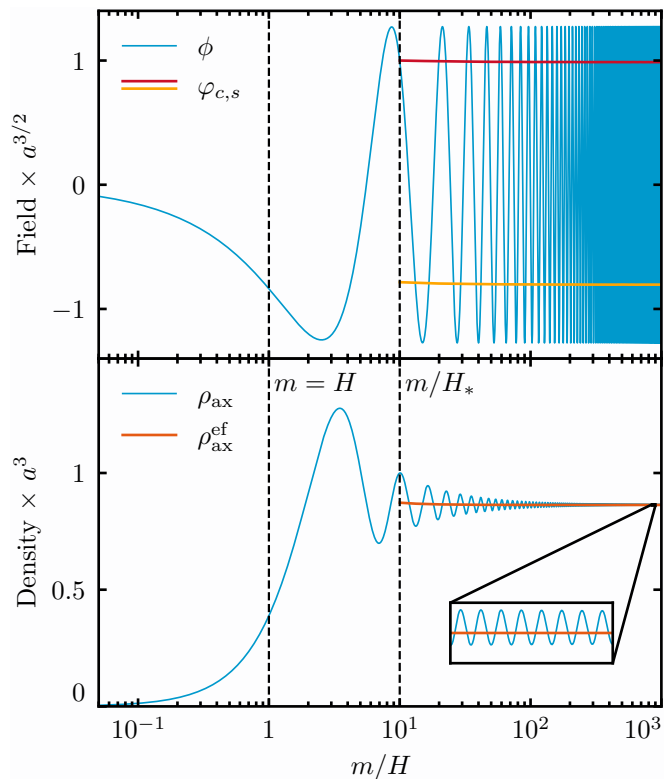 ϕ
φ_{c,s}
Field × a^{3/2}
1
0
−1
m = H
m/H_*
ρ_ax
ρ_ax^ef
Density × a^3
1
0.5
0
10^{−1} 1 10^1 10^2 10^3
m/H